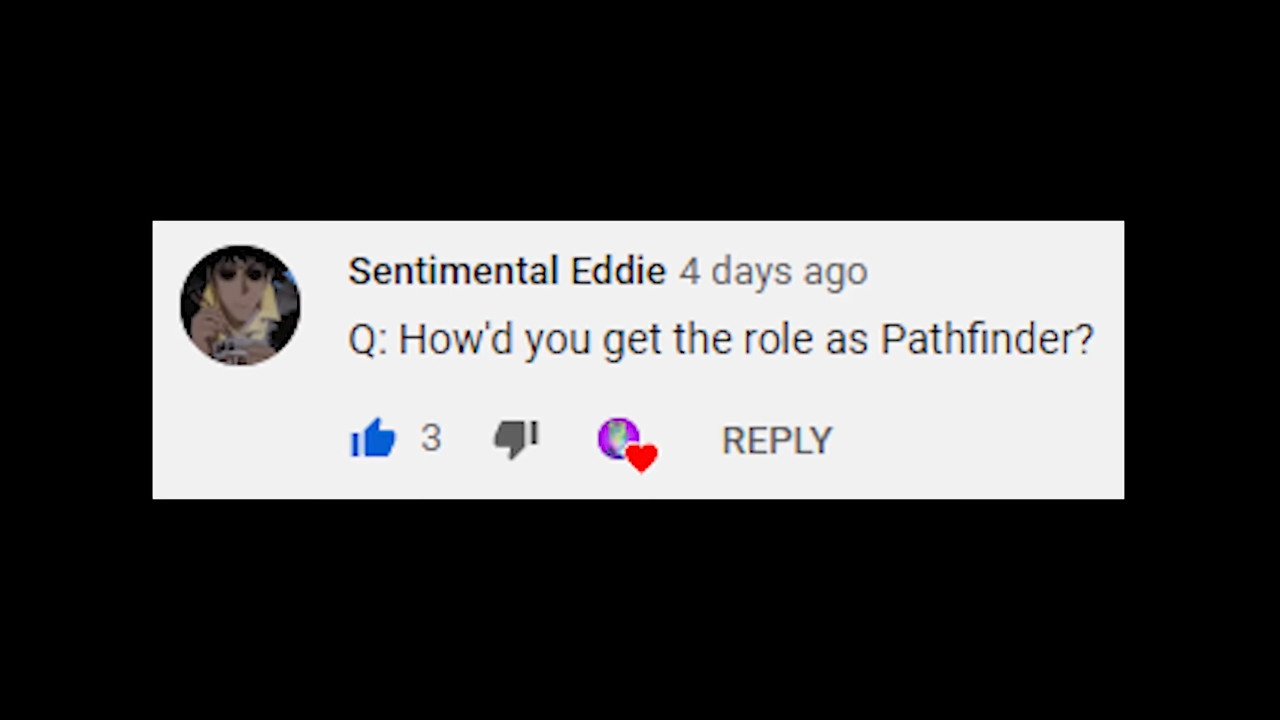 Sentimental Eddie 4 days ago
Q: How'd you get the role as Pathfinder?
3 REPLY